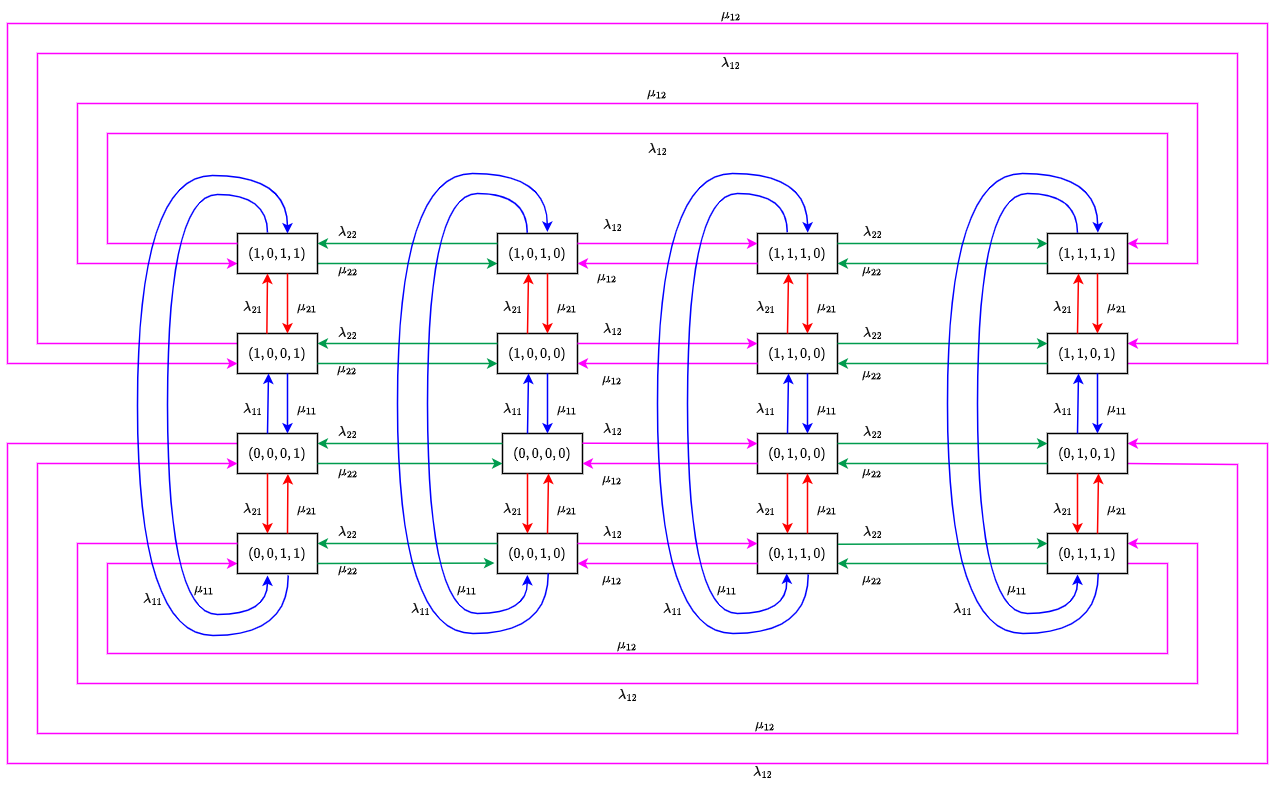 μ₁₂
λ₁₂
μ₁₂
λ₁₂
λ₂₂ λ₁₂ λ₂₂
(1, 0, 1, 1) (1, 0, 1, 0) (1, 1, 1, 0) (1, 1, 1, 1)
μ₂₂ μ₁₂ μ₂₂
λ₂₁ μ₂₁ λ₂₁ μ₂₁ λ₂₁ μ₂₁ λ₂₁ μ₂₁
λ₂₂ λ₁₂ λ₂₂
(1, 0, 0, 1) (1, 0, 0, 0) (1, 1, 0, 0) (1, 1, 0, 1)
μ₂₂ μ₁₂ μ₂₂
λ₁₁ μ₁₁ λ₁₁ μ₁₁ λ₁₁ μ₁₁ λ₁₁ μ₁₁
λ₂₂ λ₁₂ λ₂₂
(0, 0, 0, 1) (0, 0, 0, 0) (0, 1, 0, 0) (0, 1, 0, 1)
μ₂₂ μ₁₂ μ₂₂
λ₂₁ μ₂₁ λ₂₁ μ₂₁ λ₂₁ μ₂₁ λ₂₁ μ₂₁
λ₂₂ λ₁₂ λ₂₂
(0, 0, 1, 1) (0, 0, 1, 0) (0, 1, 1, 0) (0, 1, 1, 1)
μ₂₂ μ₁₂ μ₂₂
λ₁₁ μ₁₁ λ₁₁ μ₁₁ λ₁₁ μ₁₁ λ₁₁ μ₁₁
μ₁₂
λ₁₂
μ₁₂
λ₁₂